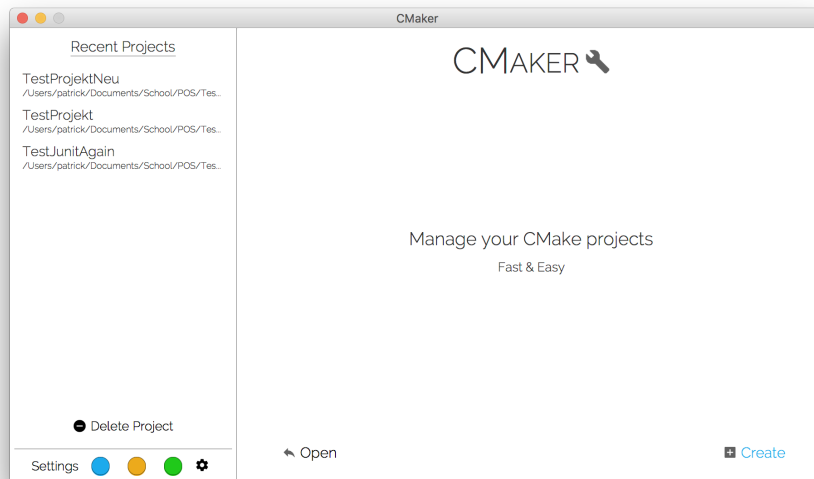 CMaker
Recent Projects
TestProjektNeu
/Users/patrick/Documents/School/POS/Tes...
TestProjekt
/Users/patrick/Documents/School/POS/Tes...
TestJunitAgain
/Users/patrick/Documents/School/POS/Tes...
Delete Project
Settings
CMAKER
Manage your CMake projects
Fast & Easy
Open
Create